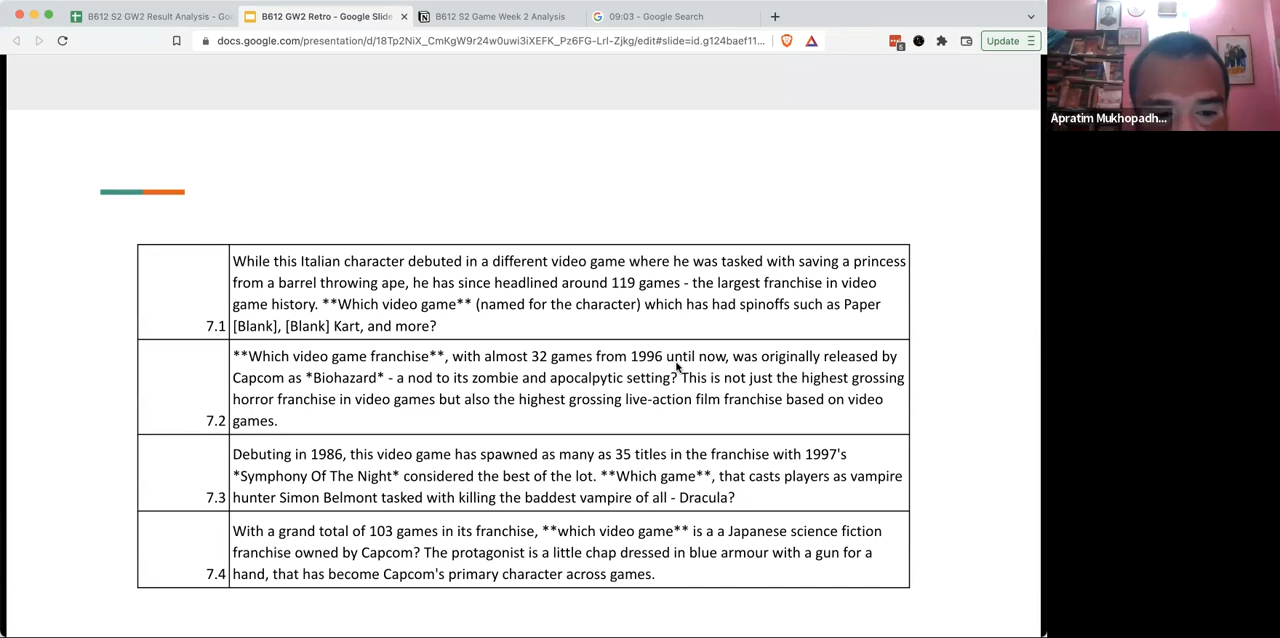 B612 S2 GW2 Result Analysis - Go
B612 GW2 Retro - Google Slide
B612 S2 Game Week 2 Analysis
09:03 - Google Search
docs.google.com/presentation/d/18Tp2NiX_CmKgW9r24w0uwi3iXEFK_Pz6FG-LrI-Zjkg/edit#slide=id.g124baef11...
5
Update
Apratim Mukhopadh...
While this Italian character debuted in a different video game where he was tasked with saving a princess
from a barrel throwing ape, he has since headlined around 119 games - the largest franchise in video
game history. **Which video game** (named for the character) which has had spinoffs such as Paper
7.1 [Blank], [Blank] Kart, and more?
**Which video game franchise**, with almost 32 games from 1996 until now, was originally released by
Capcom as *Biohazard* - a nod to its zombie and apocalpytic setting? This is not just the highest grossing
horror franchise in video games but also the highest grossing live-action film franchise based on video
7.2 games.
Debuting in 1986, this video game has spawned as many as 35 titles in the franchise with 1997's
*Symphony Of The Night* considered the best of the lot. **Which game**, that casts players as vampire
7.3 hunter Simon Belmont tasked with killing the baddest vampire of all - Dracula?
With a grand total of 103 games in its franchise, **which video game** is a a Japanese science fiction
franchise owned by Capcom? The protagonist is a little chap dressed in blue armour with a gun for a
7.4 hand, that has become Capcom's primary character across games.